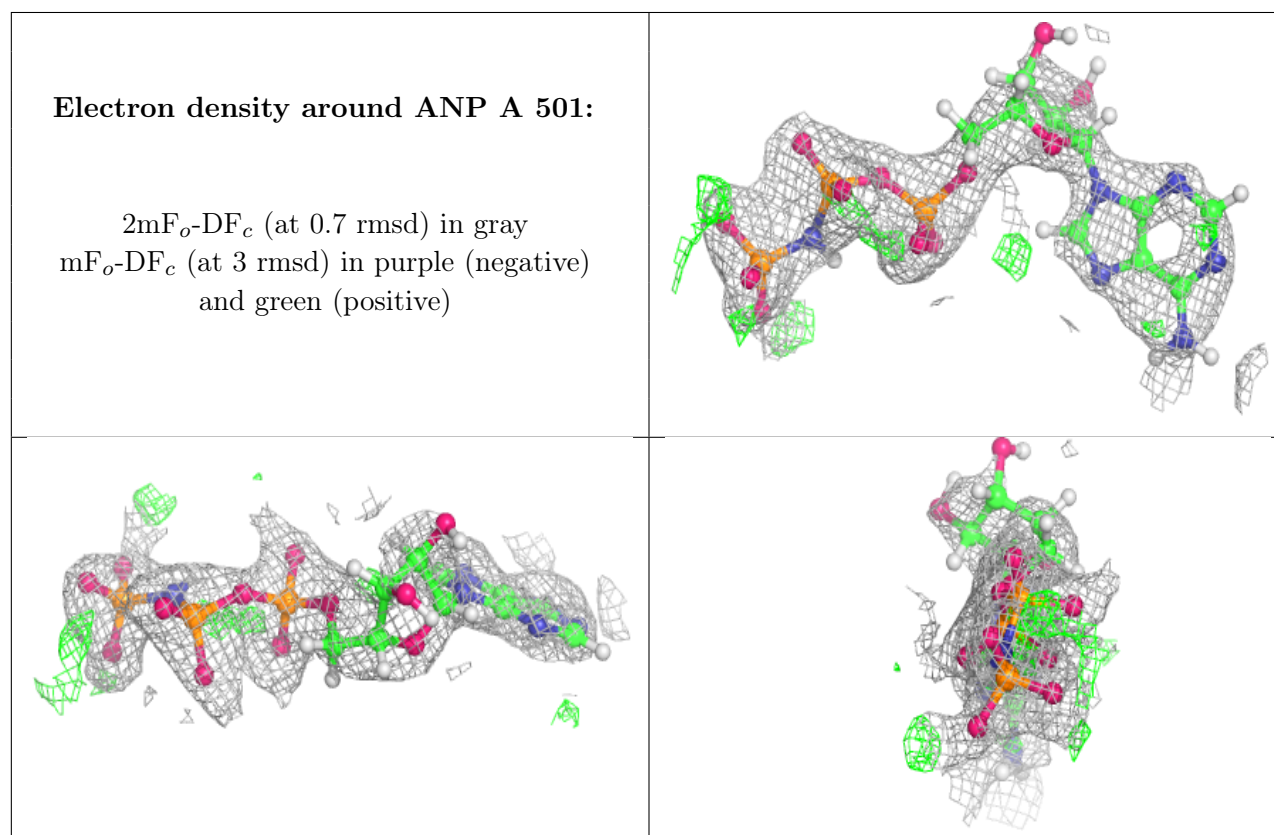 Electron density around ANP A 501:
2mFo-DFc (at 0.7 rmsd) in gray
mFo-DFc (at 3 rmsd) in purple (negative)
and green (positive)